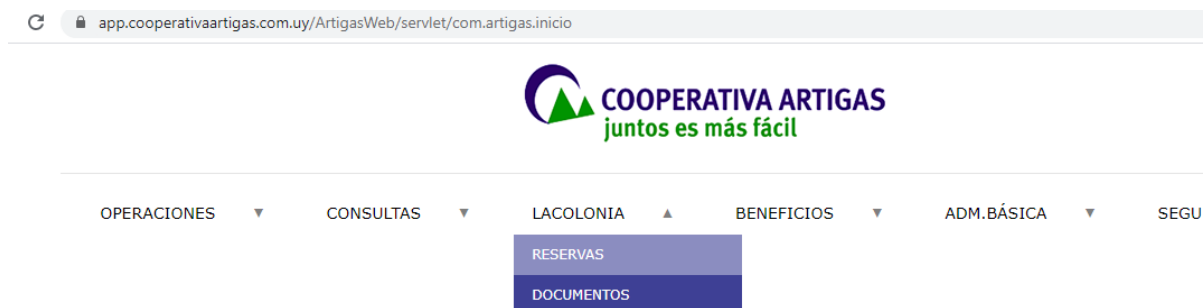 app.cooperativaartigas.com.uy/ArtigasWeb/servlet/com.artigas.inicio
COOPERATIVA ARTIGAS
juntos es más fácil
OPERACIONES ▼ CONSULTAS ▼ LACOLONIA ▲ BENEFICIOS ▼ ADM.BÁSICA ▼ SEGU
RESERVAS
DOCUMENTOS